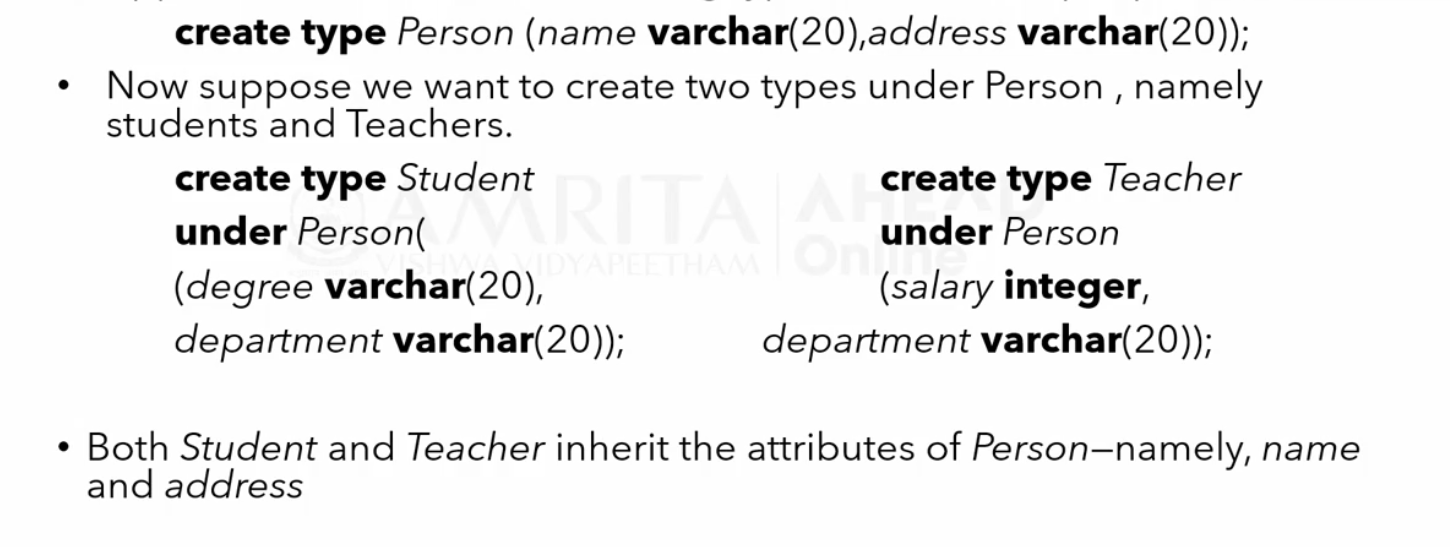 create type Person (name varchar(20),address varchar(20));
• Now suppose we want to create two types under Person , namely
students and Teachers.
create type Student
under Person(
(degree varchar(20),
department varchar(20));
create type Teacher
under Person
(salary integer,
department varchar(20));
AMRITA
VISHWA VIDYAPEETHAM
AHEAD
Online
• Both Student and Teacher inherit the attributes of Person—namely, name
and address